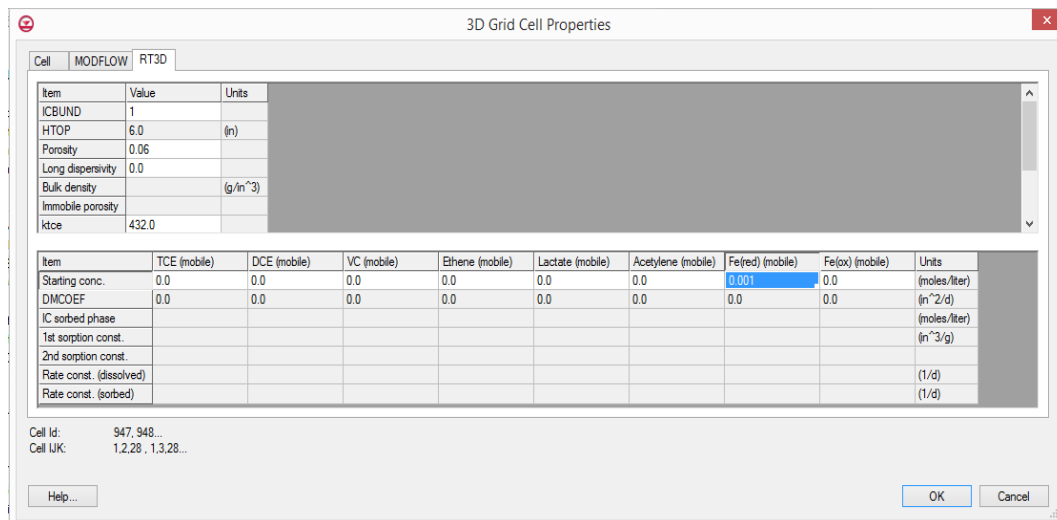 3D Grid Cell Properties
Cell MODFLOW RT3D
Item Value Units
ICBUND 1
HTOP 6.0 (in)
Porosity 0.06
Long dispersivity 0.0
Bulk density (g/in^3)
Immobile porosity
ktce 432.0
Item TCE (mobile) DCE (mobile) VC (mobile) Ethene (mobile) Lactate (mobile) Acetylene (mobile) Fe(red) (mobile) Fe(ox) (mobile) Units
Starting conc. 0.0 0.0 0.0 0.0 0.0 0.0 0.001 0.0 (moles/liter)
DMCOEF 0.0 0.0 0.0 0.0 0.0 0.0 0.0 0.0 (in^2/d)
IC sorbed phase (moles/liter)
1st sorption const. (in^3/g)
2nd sorption const.
Rate const. (dissolved) (1/d)
Rate const. (sorbed) (1/d)
Cell Id: 947, 948...
Cell IJK: 1,2,28 , 1,3,28...
Help... OK Cancel